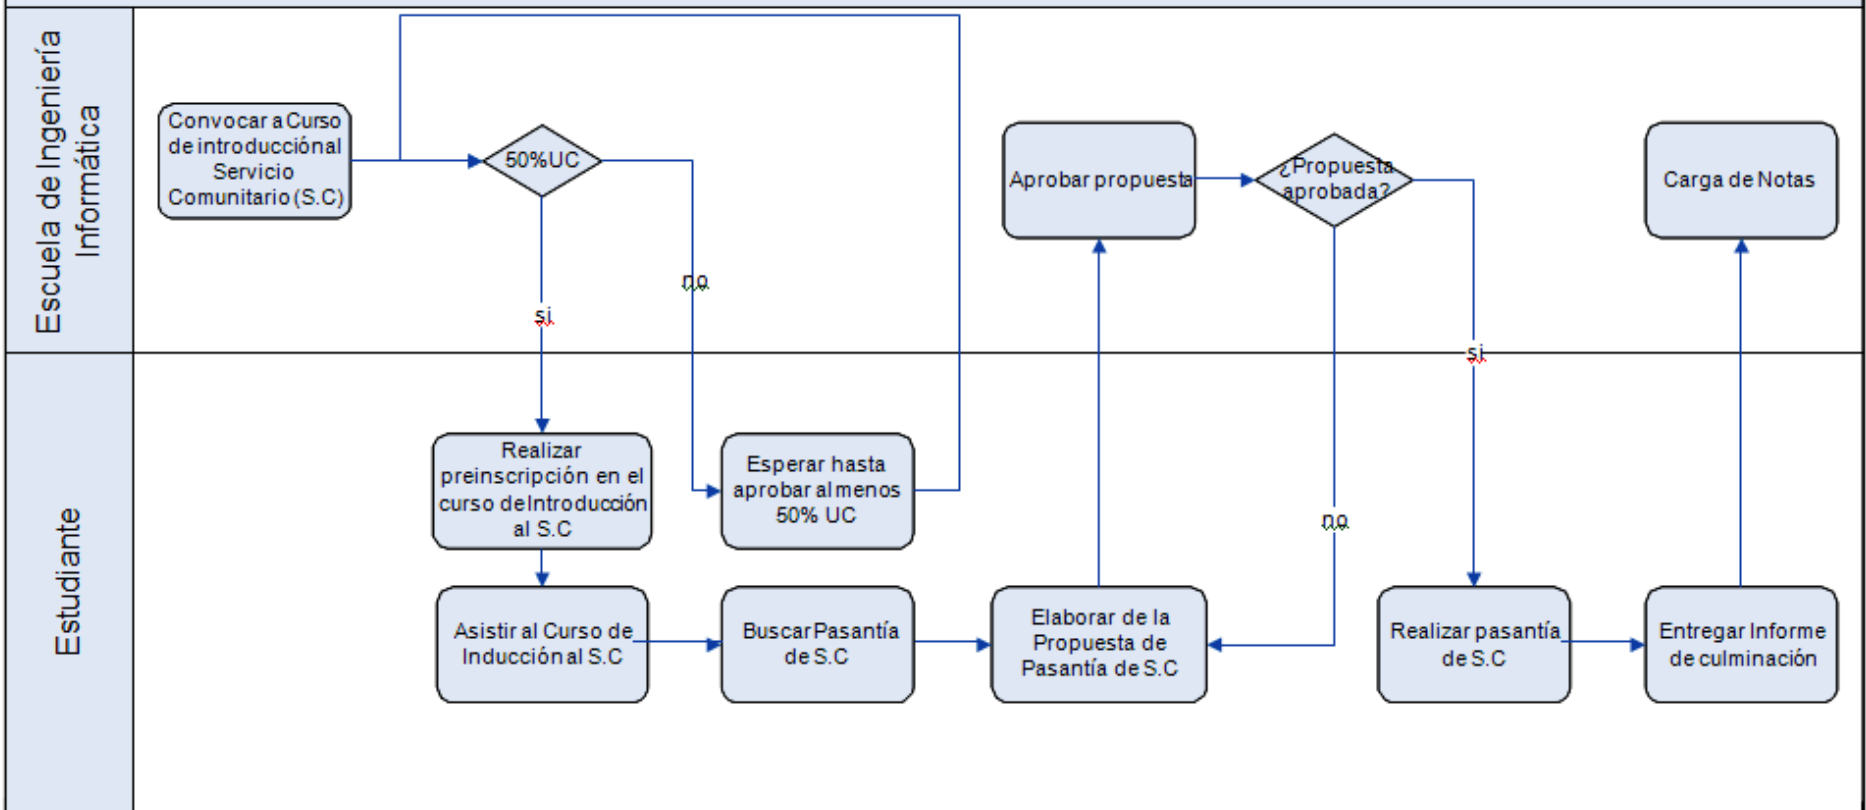 Escuela de Ingeniería
Informática
Convocar a Curso
de introducciónal
Servicio
Comunitario (S.C)
50%UC
no
si
Aprobar propuesta
¿Propuesta
aprobada?
Carga de Notas
si
no
Estudiante
Realizar
preinscripción en el
curso deIntroducción
al S.C
Esperar hasta
aprobar al menos
50% UC
Asistir al Curso de
Inducción al S.C
Buscar Pasantía
de S.C
Elaborar de la
Propuesta de
Pasantía de S.C
Realizar pasantía
de S.C
Entregar Informe
de culminación